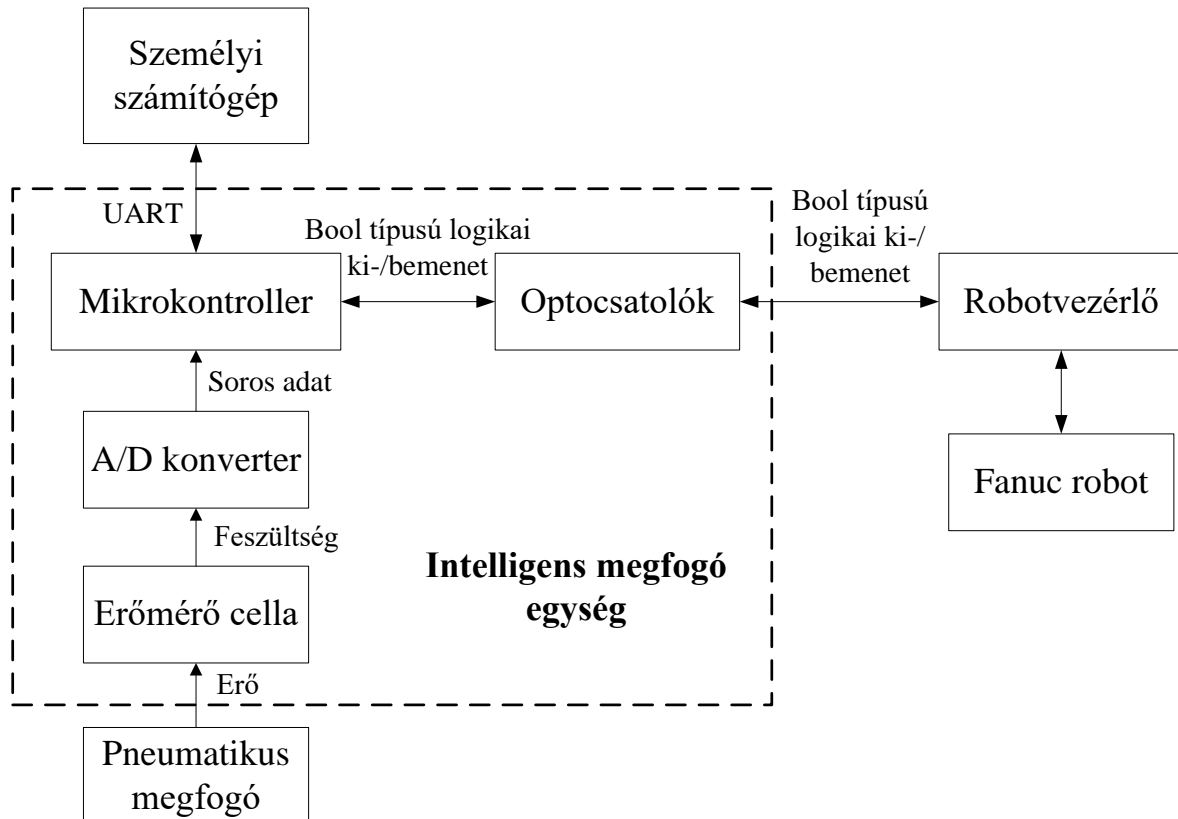 Személyi
számítógép
UART
Bool típusú logikai
ki-/bemenet
Bool típusú
logikai ki-/
bemenet
Mikrokontroller
Optocsatolók
Robotvezérlő
Soros adat
A/D konverter
Fanuc robot
Feszültség
Intelligens megfogó
egység
Erőmérő cella
Erő
Pneumatikus
megfogó